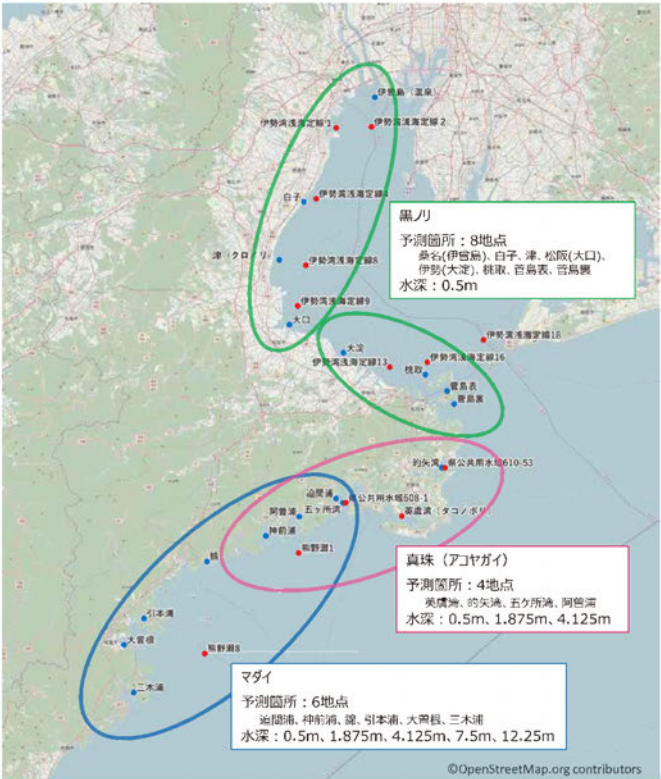 伊曽島（温泉）
伊勢湾浅海定線1
伊勢湾浅海定線2
白子
伊勢湾浅海定線4
津（クロノリ）
伊勢湾浅海定線8
伊勢湾浅海定線9
大口
黒ノリ
予測箇所：8地点
桑名(伊曽島)、白子、津、松阪(大口)、
伊勢(大淀)、桃取、菅島表、菅島裏
水深：0.5m
大淀
伊勢湾浅海定線13
伊勢湾浅海定線18
伊勢湾浅海定線16
桃取
菅島表
菅島裏
的矢湾
県公共用水域610-53
迫間浦
県公共用水域608-1
五ヶ所湾
阿曽浦
英虞湾（タコノボリ）
神前浦
熊野灘1
錦
真珠（アコヤガイ）
予測箇所：4地点
英虞湾、的矢湾、五ケ所湾、阿曽浦
水深：0.5m、1.875m、4.125m
引本浦
大曽根
熊野灘8
三木浦
マダイ
予測箇所：6地点
迫間浦、神前浦、錦、引本浦、大曽根、三木浦
水深：0.5m、1.875m、4.125m、7.5m、12.25m
©OpenStreetMap.org contributors